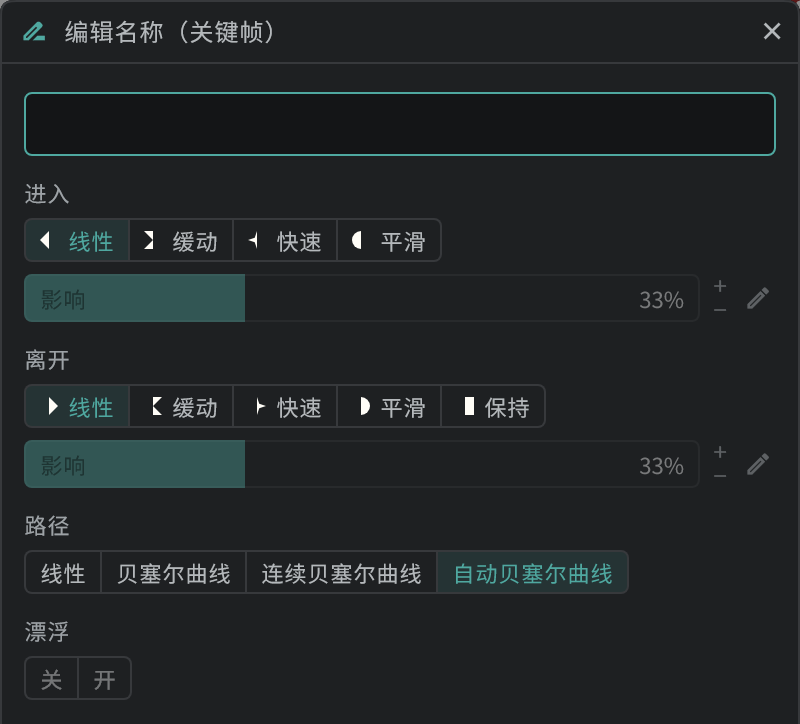 编辑名称（关键帧）
进入
线性 缓动 快速 平滑
影响 33%
离开
线性 缓动 快速 平滑 保持
影响 33%
路径
线性 贝塞尔曲线 连续贝塞尔曲线 自动贝塞尔曲线
漂浮
关 开